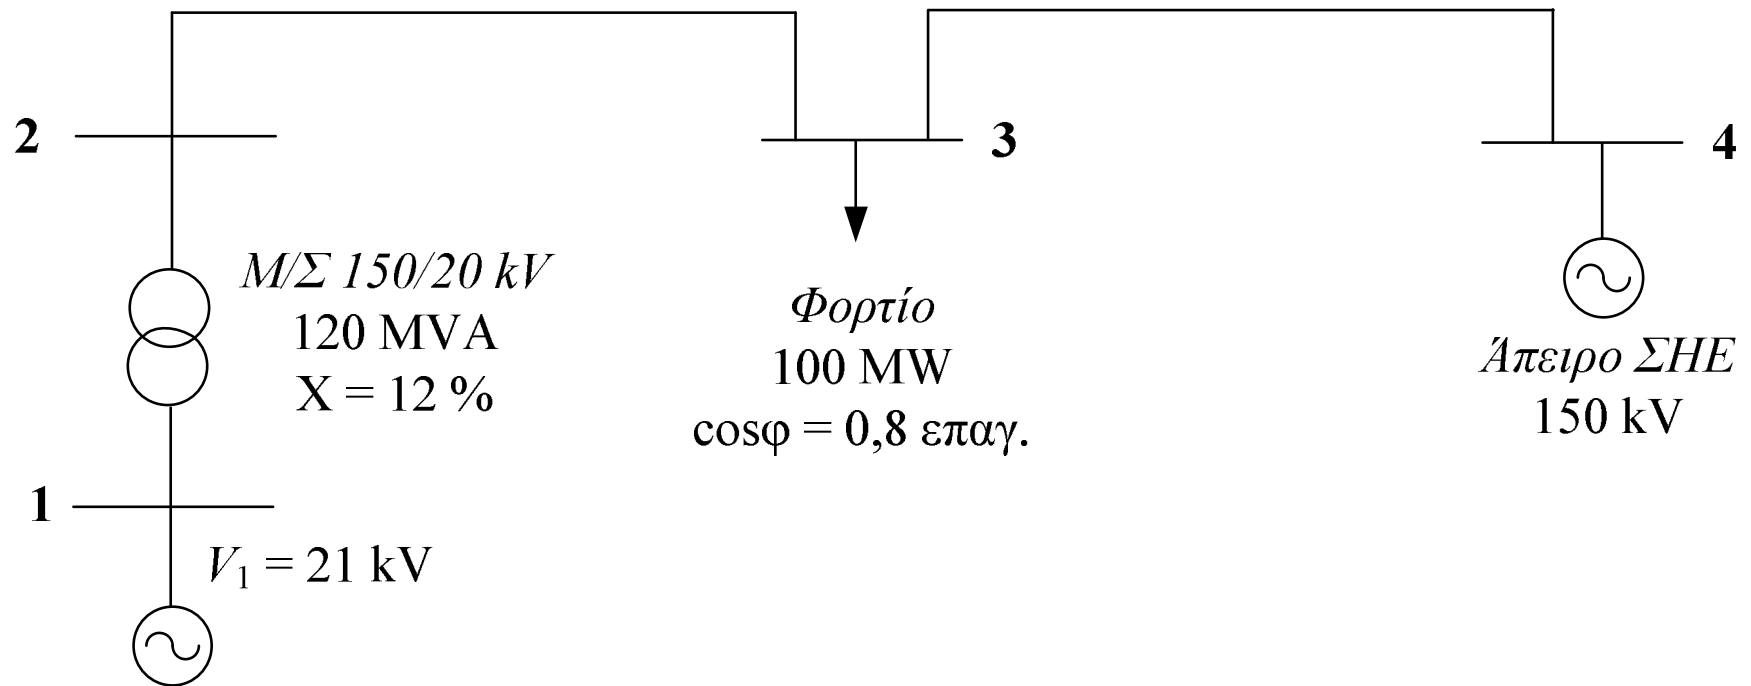 2
3
4
Μ/Σ 150/20 kV
120 MVA
X = 12 %
Φορτίο
100 MW
cosφ = 0,8 επαγ.
Άπειρο ΣΗΕ
150 kV
1
V₁ = 21 kV